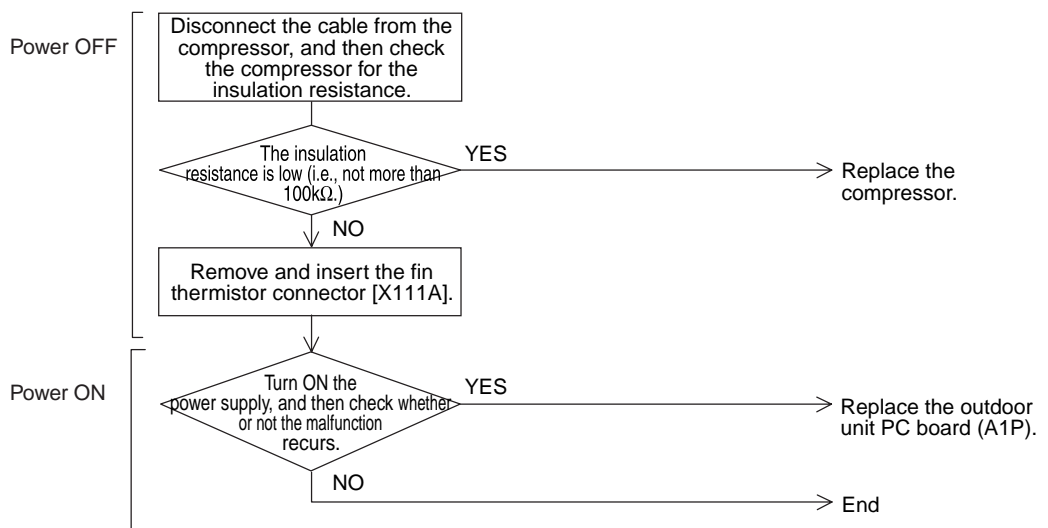 Power OFF
Disconnect the cable from the
compressor, and then check
the compressor for the
insulation resistance.
The insulation
resistance is low (i.e., not more than
100kΩ.)
YES
Replace the
compressor.
NO
Remove and insert the fin
thermistor connector [X111A].
Power ON
Turn ON the
power supply, and then check whether
or not the malfunction
recurs.
YES
Replace the outdoor
unit PC board (A1P).
NO
End